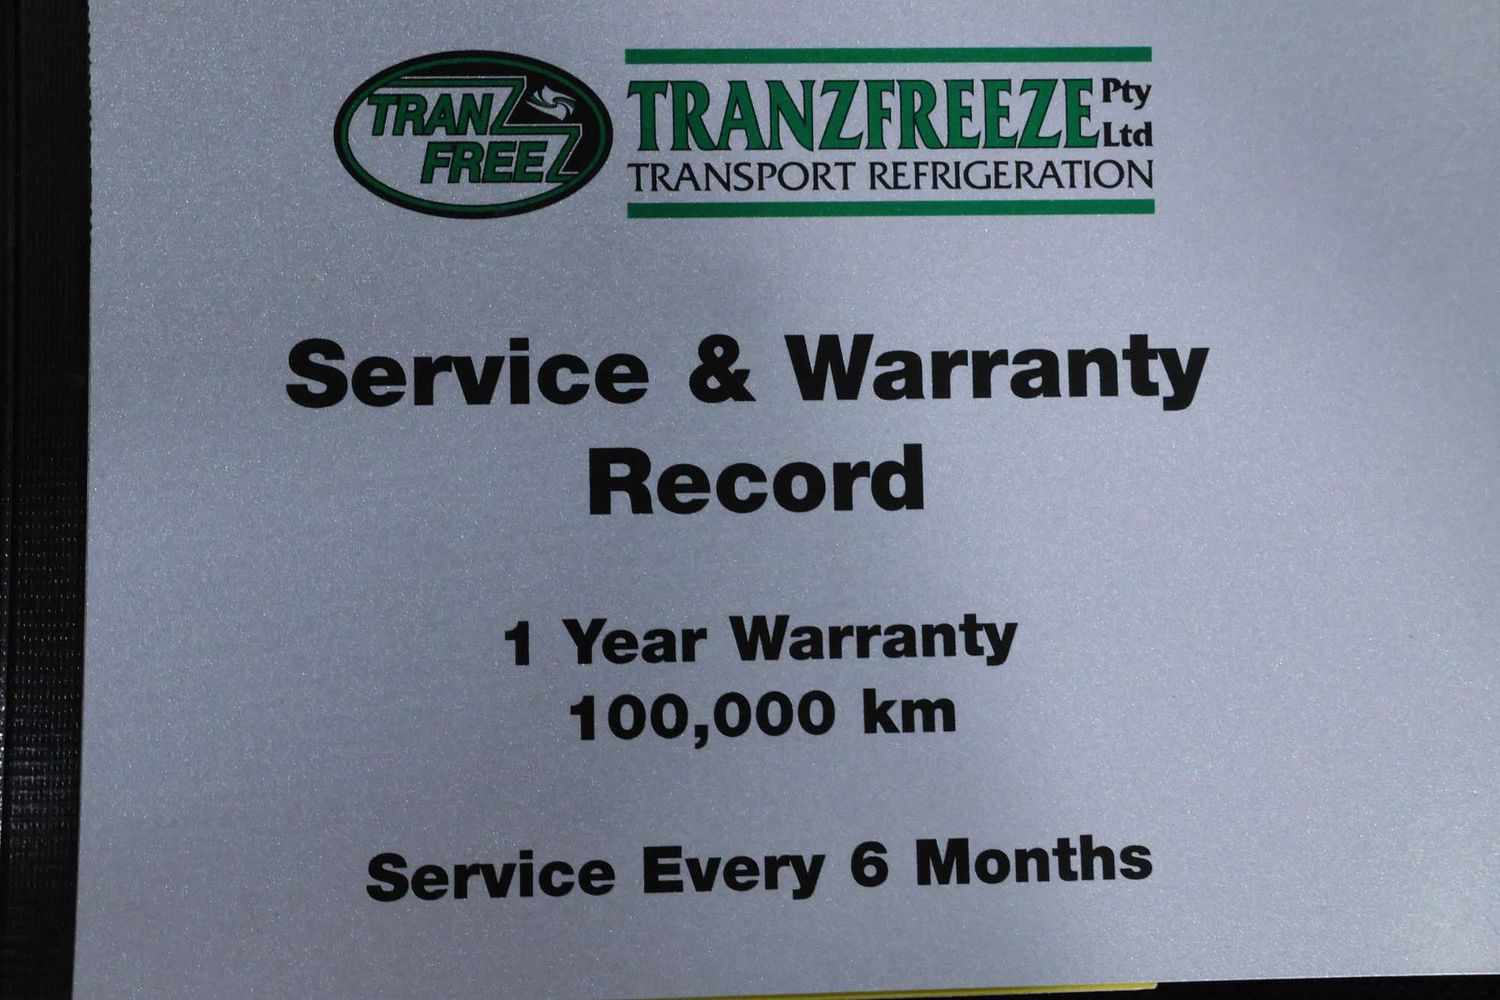 TRANZ
FREEZ
TRANZFREEZE Pty Ltd
TRANSPORT REFRIGERATION
Service & Warranty
Record
1 Year Warranty
100,000 km
Service Every 6 Months